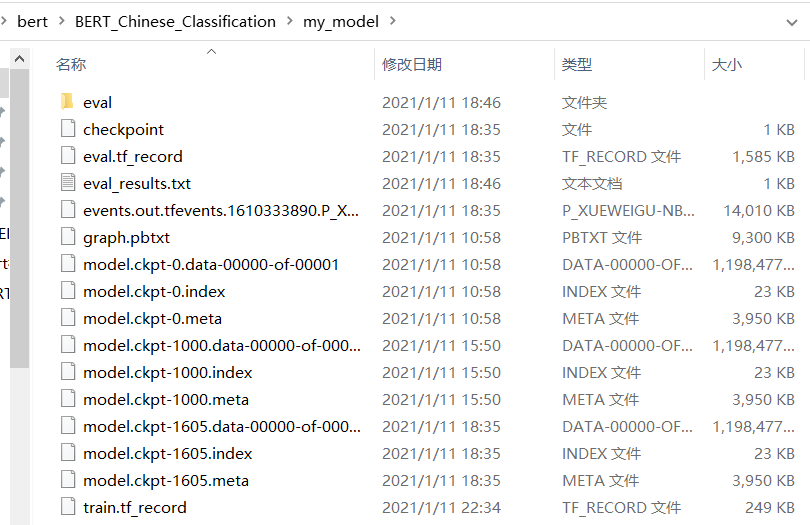 bert > BERT_Chinese_Classification > my_model >
名称 修改日期 类型 大小
eval 2021/1/11 18:46 文件夹
checkpoint 2021/1/11 18:35 文件 1 KB
eval.tf_record 2021/1/11 18:35 TF_RECORD 文件 1,585 KB
eval_results.txt 2021/1/11 18:46 文本文档 1 KB
events.out.tfevents.1610333890.P_X... 2021/1/11 18:35 P_XUEWEIGU-NB... 14,010 KB
graph.pbtxt 2021/1/11 10:58 PBTXT 文件 9,300 KB
model.ckpt-0.data-00000-of-00001 2021/1/11 10:58 DATA-00000-OF... 1,198,477...
model.ckpt-0.index 2021/1/11 10:58 INDEX 文件 23 KB
model.ckpt-0.meta 2021/1/11 10:58 META 文件 3,950 KB
model.ckpt-1000.data-00000-of-000... 2021/1/11 15:50 DATA-00000-OF... 1,198,477...
model.ckpt-1000.index 2021/1/11 15:50 INDEX 文件 23 KB
model.ckpt-1000.meta 2021/1/11 15:50 META 文件 3,950 KB
model.ckpt-1605.data-00000-of-000... 2021/1/11 18:35 DATA-00000-OF... 1,198,477...
model.ckpt-1605.index 2021/1/11 18:35 INDEX 文件 23 KB
model.ckpt-1605.meta 2021/1/11 18:35 META 文件 3,950 KB
train.tf_record 2021/1/11 22:34 TF_RECORD 文件 249 KB